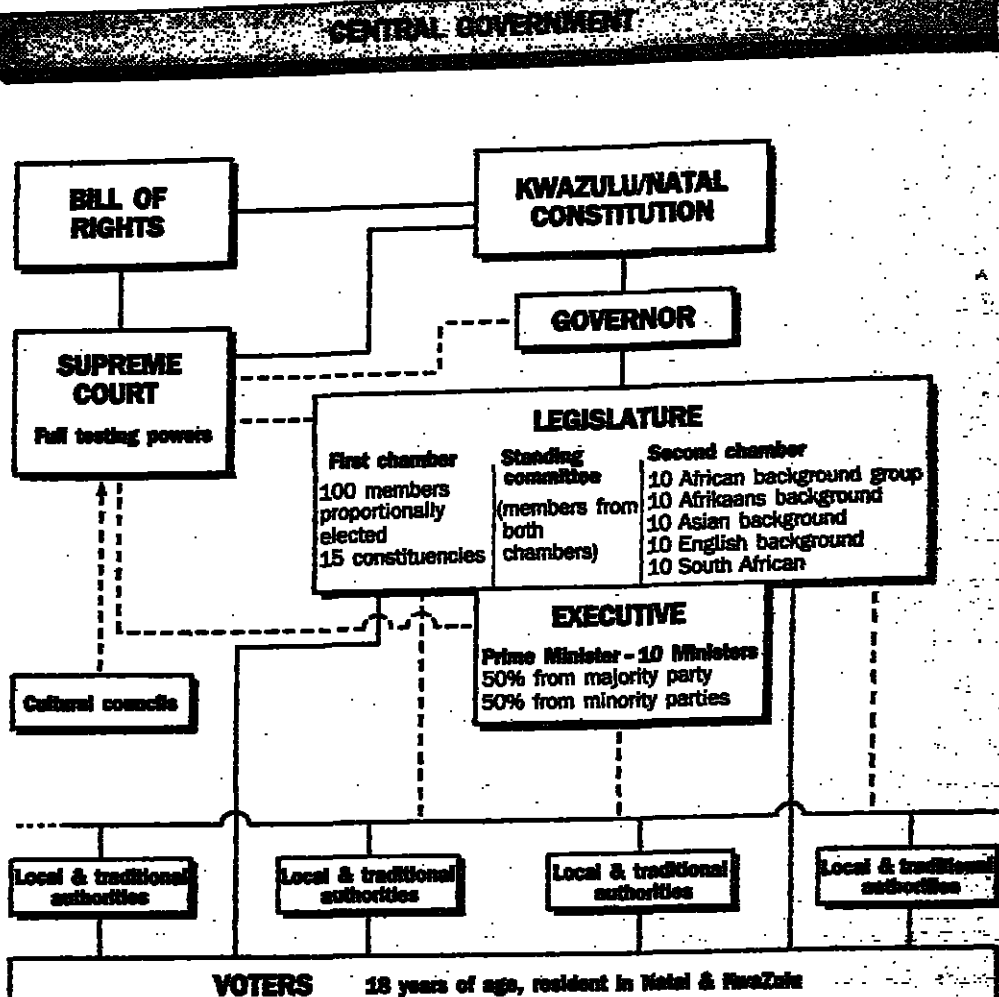 CENTRAL GOVERNMENT
BILL OF
RIGHTS
KWAZULU/NATAL
CONSTITUTION
GOVERNOR
SUPREME
COURT
Full testing powers
LEGISLATURE
First chamber
100 members
proportionally
elected
15 constituencies
Standing
committee
(members from
both
chambers)
Second chamber
10 African background group
10 Afrikaans background
10 Asian background
10 English background
10 South African
EXECUTIVE
Prime Minister - 10 Ministers
50% from majority party
50% from minority parties
Cultural councils
Local & traditional
authorities
Local & traditional
authorities
Local & traditional
authorities
Local & traditional
authorities
VOTERS 18 years of age, resident in Natal & KwaZulu